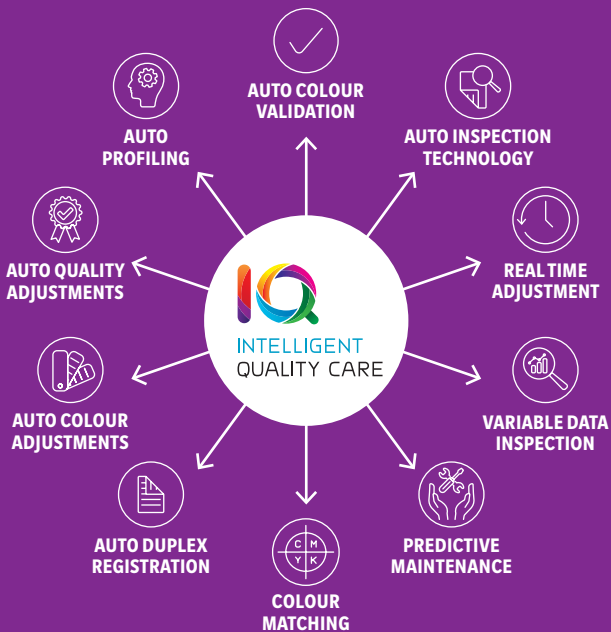 AUTO COLOUR
VALIDATION
AUTO
PROFILING
AUTO INSPECTION
TECHNOLOGY
AUTO QUALITY
ADJUSTMENTS
REAL TIME
ADJUSTMENT
IQ
INTELLIGENT
QUALITY CARE
AUTO COLOUR
ADJUSTMENTS
VARIABLE DATA
INSPECTION
AUTO DUPLEX
REGISTRATION
PREDICTIVE
MAINTENANCE
C M
Y K
COLOUR
MATCHING